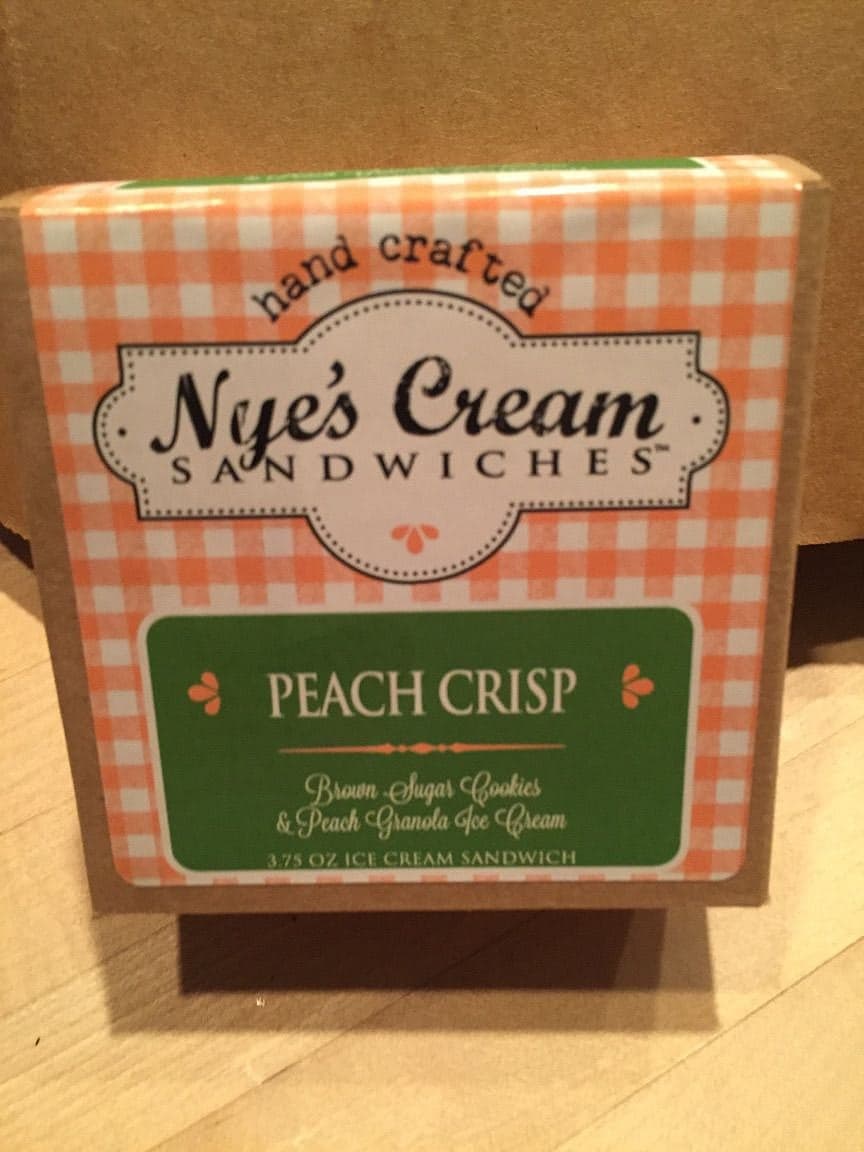 hand crafted
Nye's Cream
SANDWICHES™
PEACH CRISP
Brown Sugar Cookies
& Peach Granola Ice Cream
3.75 OZ ICE CREAM SANDWICH